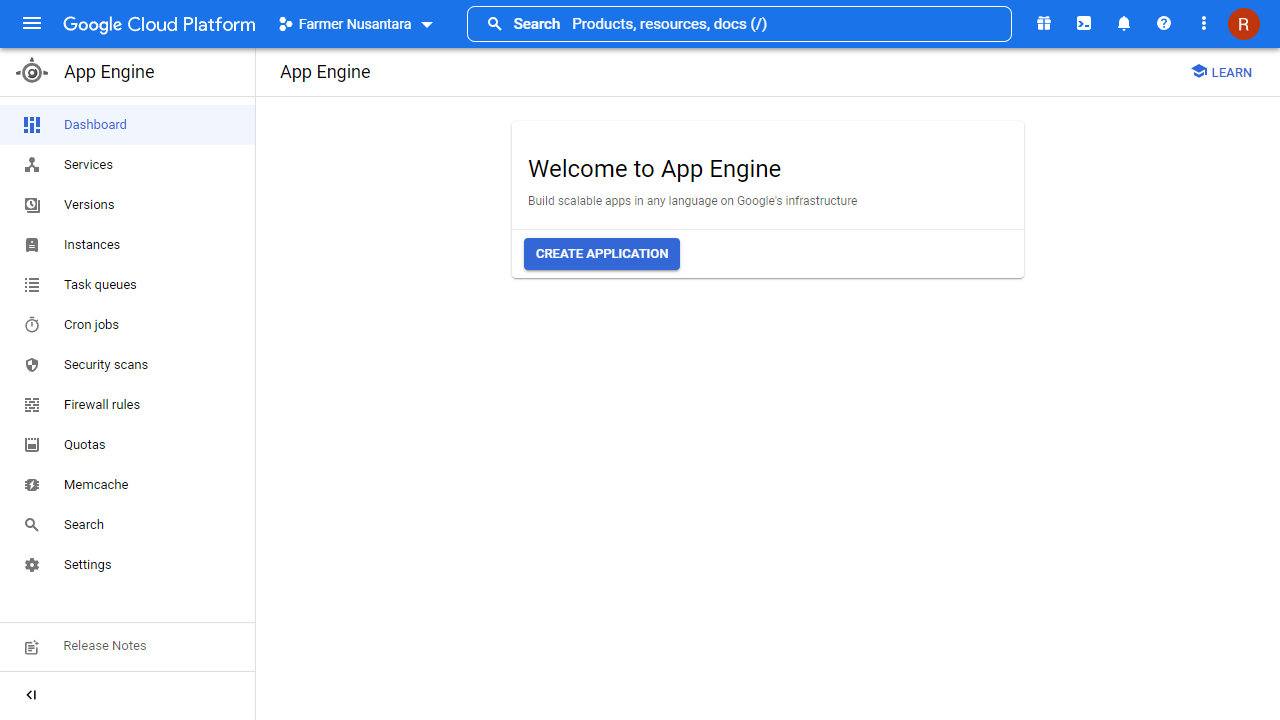 Google Cloud Platform
Farmer Nusantara
Search Products, resources, docs (/)
R
App Engine
App Engine
LEARN
Dashboard
Services
Versions
Instances
Task queues
Cron jobs
Security scans
Firewall rules
Quotas
Memcache
Search
Settings
Release Notes
Welcome to App Engine
Build scalable apps in any language on Google's infrastructure
CREATE APPLICATION